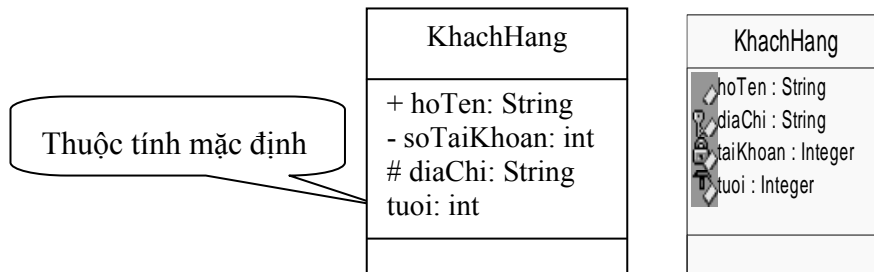 Thuộc tính mặc định
KhachHang
+ hoTen: String
- soTaiKhoan: int
# diaChi: String
tuoi: int
KhachHang
hoTen : String
diaChi : String
taiKhoan : Integer
tuoi : Integer